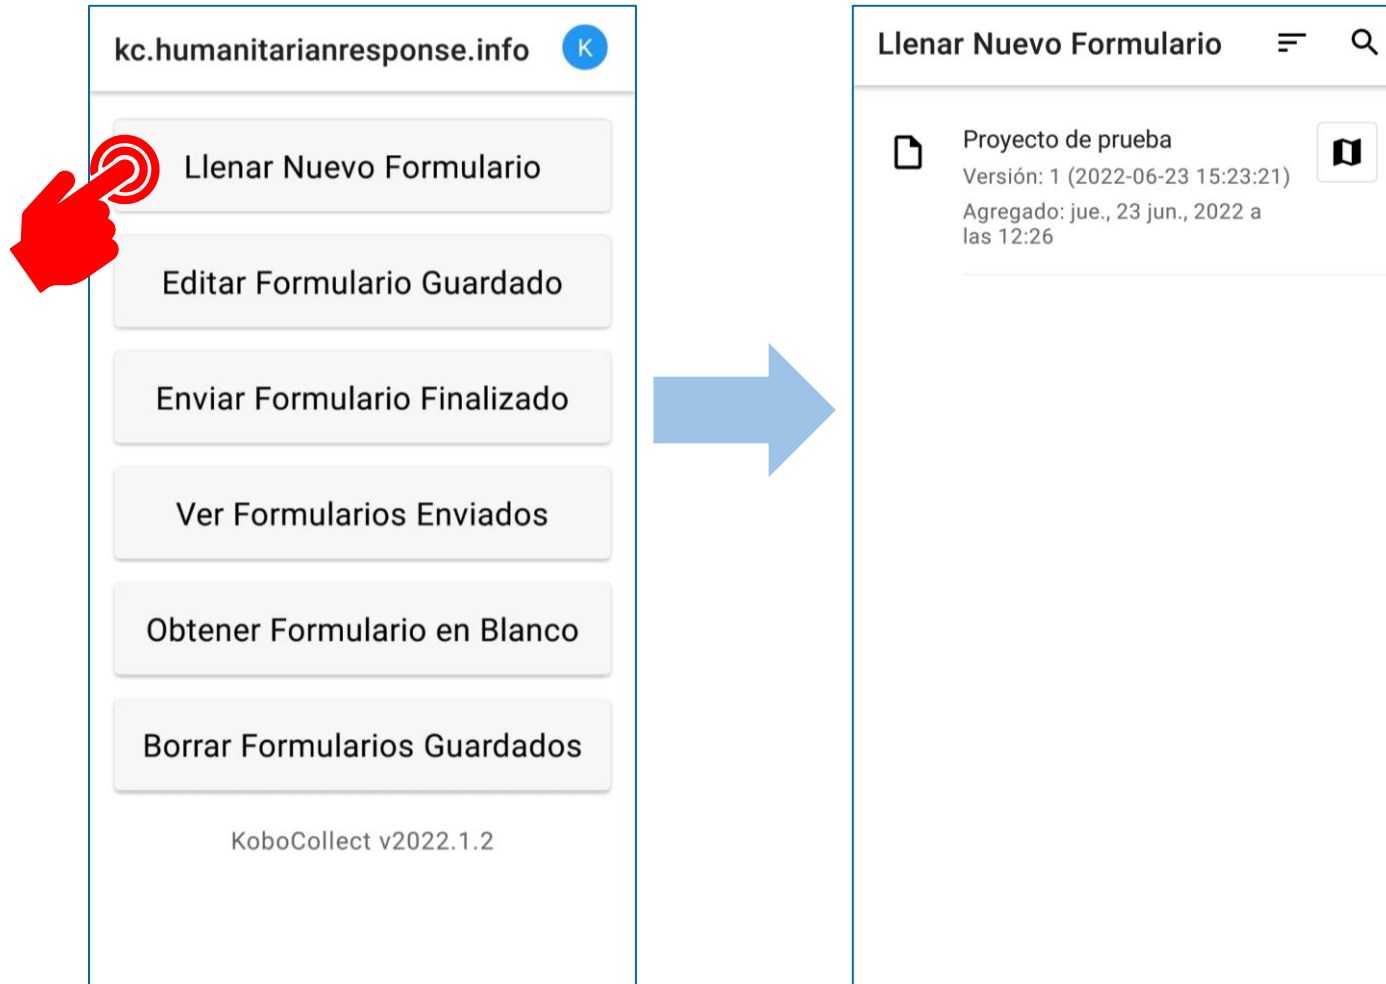 kc.humanitarianresponse.info
K
Llenar Nuevo Formulario
Editar Formulario Guardado
Enviar Formulario Finalizado
Ver Formularios Enviados
Obtener Formulario en Blanco
Borrar Formularios Guardados
KoboCollect v2022.1.2
Llenar Nuevo Formulario
Proyecto de prueba
Versión: 1 (2022-06-23 15:23:21)
Agregado: jue., 23 jun., 2022 a
las 12:26